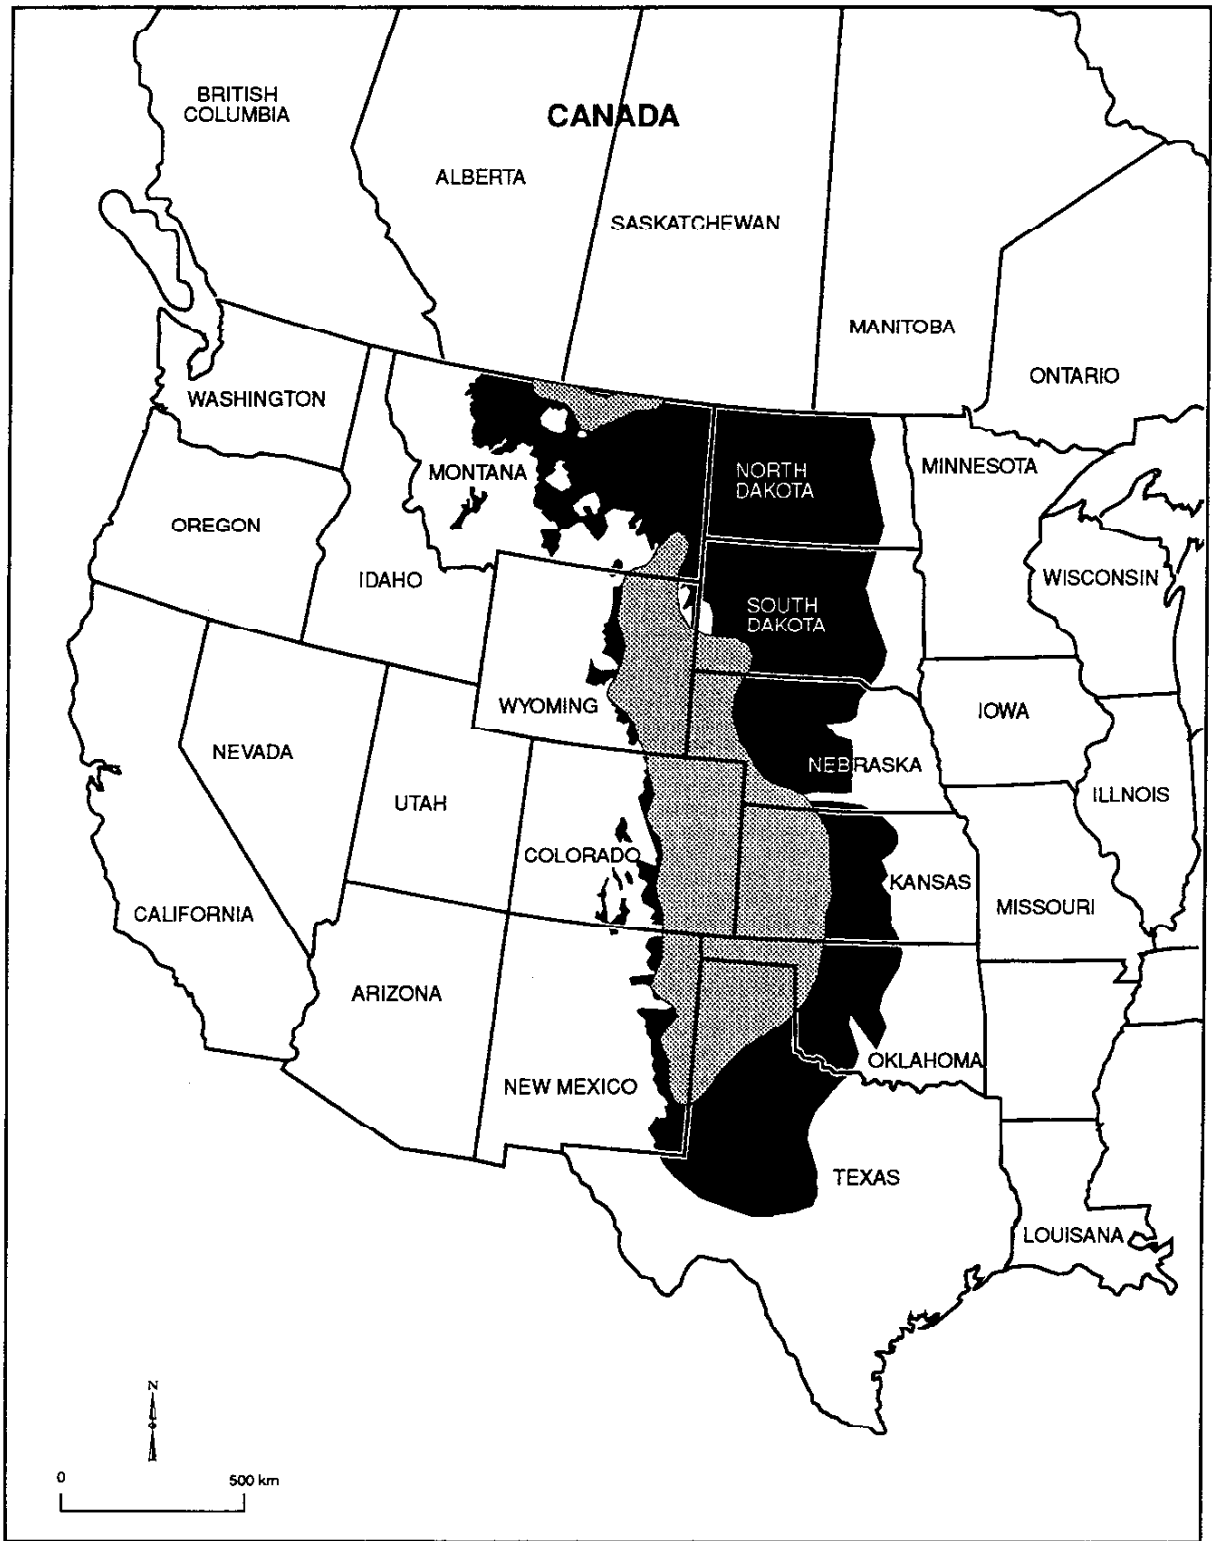 BRITISH
COLUMBIA
CANADA
ALBERTA
SASKATCHEWAN
MANITOBA
ONTARIO
WASHINGTON
MONTANA
NORTH
DAKOTA
MINNESOTA
OREGON
IDAHO
WISCONSIN
SOUTH
DAKOTA
WYOMING
IOWA
NEVADA
NEBRASKA
UTAH
ILLNOIS
COLORADO
KANSAS
MISSOURI
CALIFORNIA
ARIZONA
OKLAHOMA
NEW MEXICO
TEXAS
LOUISANA
N
0 500 km